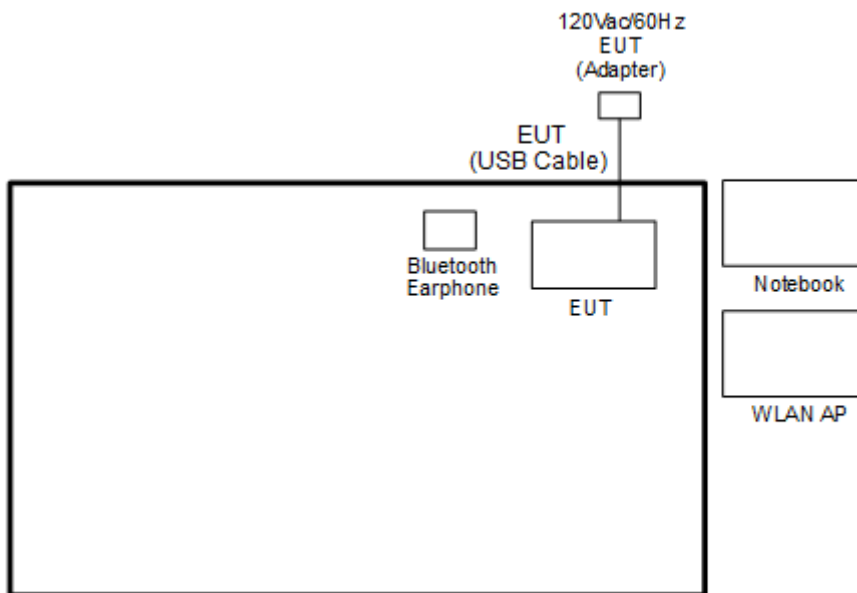 120Vac/60Hz
EUT
(Adapter)
EUT
(USB Cable)
Bluetooth
Earphone
EUT
Notebook
WLAN AP